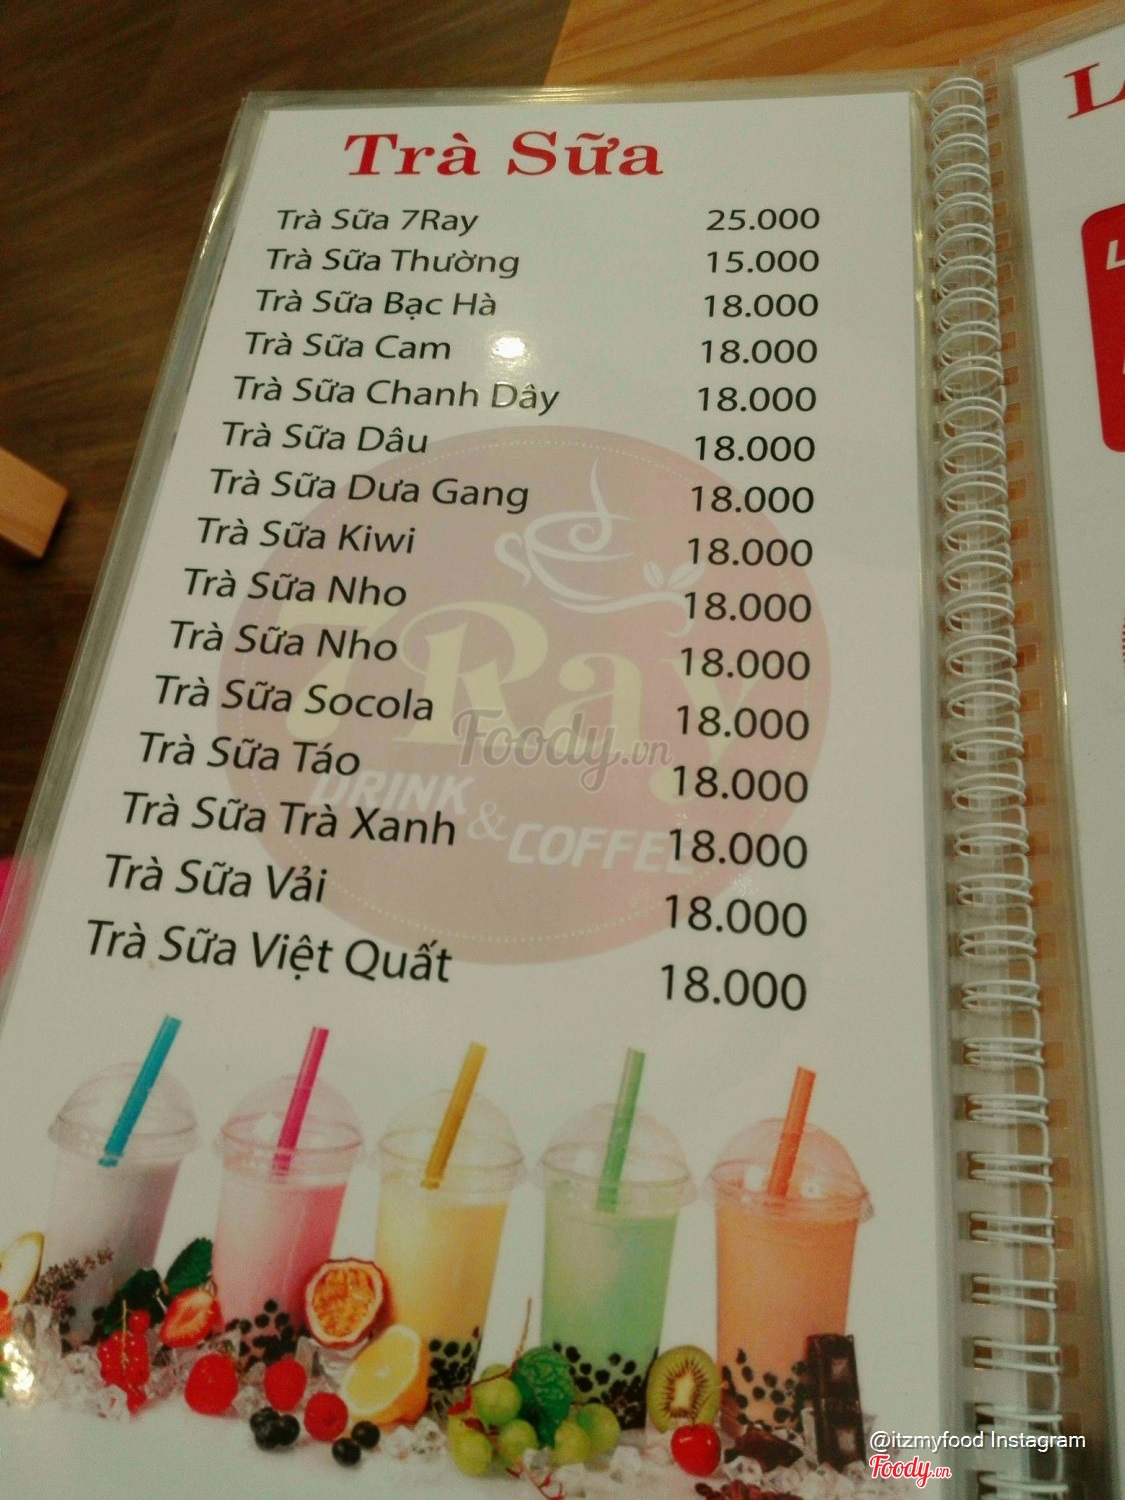 Trà Sữa
Trà Sữa 7Ray 25.000
Trà Sữa Thường 15.000
Trà Sữa Bạc Hà 18.000
Trà Sữa Cam 18.000
Trà Sữa Chanh Dây 18.000
Trà Sữa Dâu 18.000
Trà Sữa Dưa Gang 18.000
Trà Sữa Kiwi 18.000
Trà Sữa Nho 18.000
Trà Sữa Nho 18.000
Trà Sữa Socola 18.000
Trà Sữa Táo 18.000
Trà Sữa Trà Xanh 18.000
Trà Sữa Vải 18.000
Trà Sữa Việt Quất 18.000
7Ray
DRINK & COFFEE
Foody.vn
@itzmyfood Instagram
Foody.vn